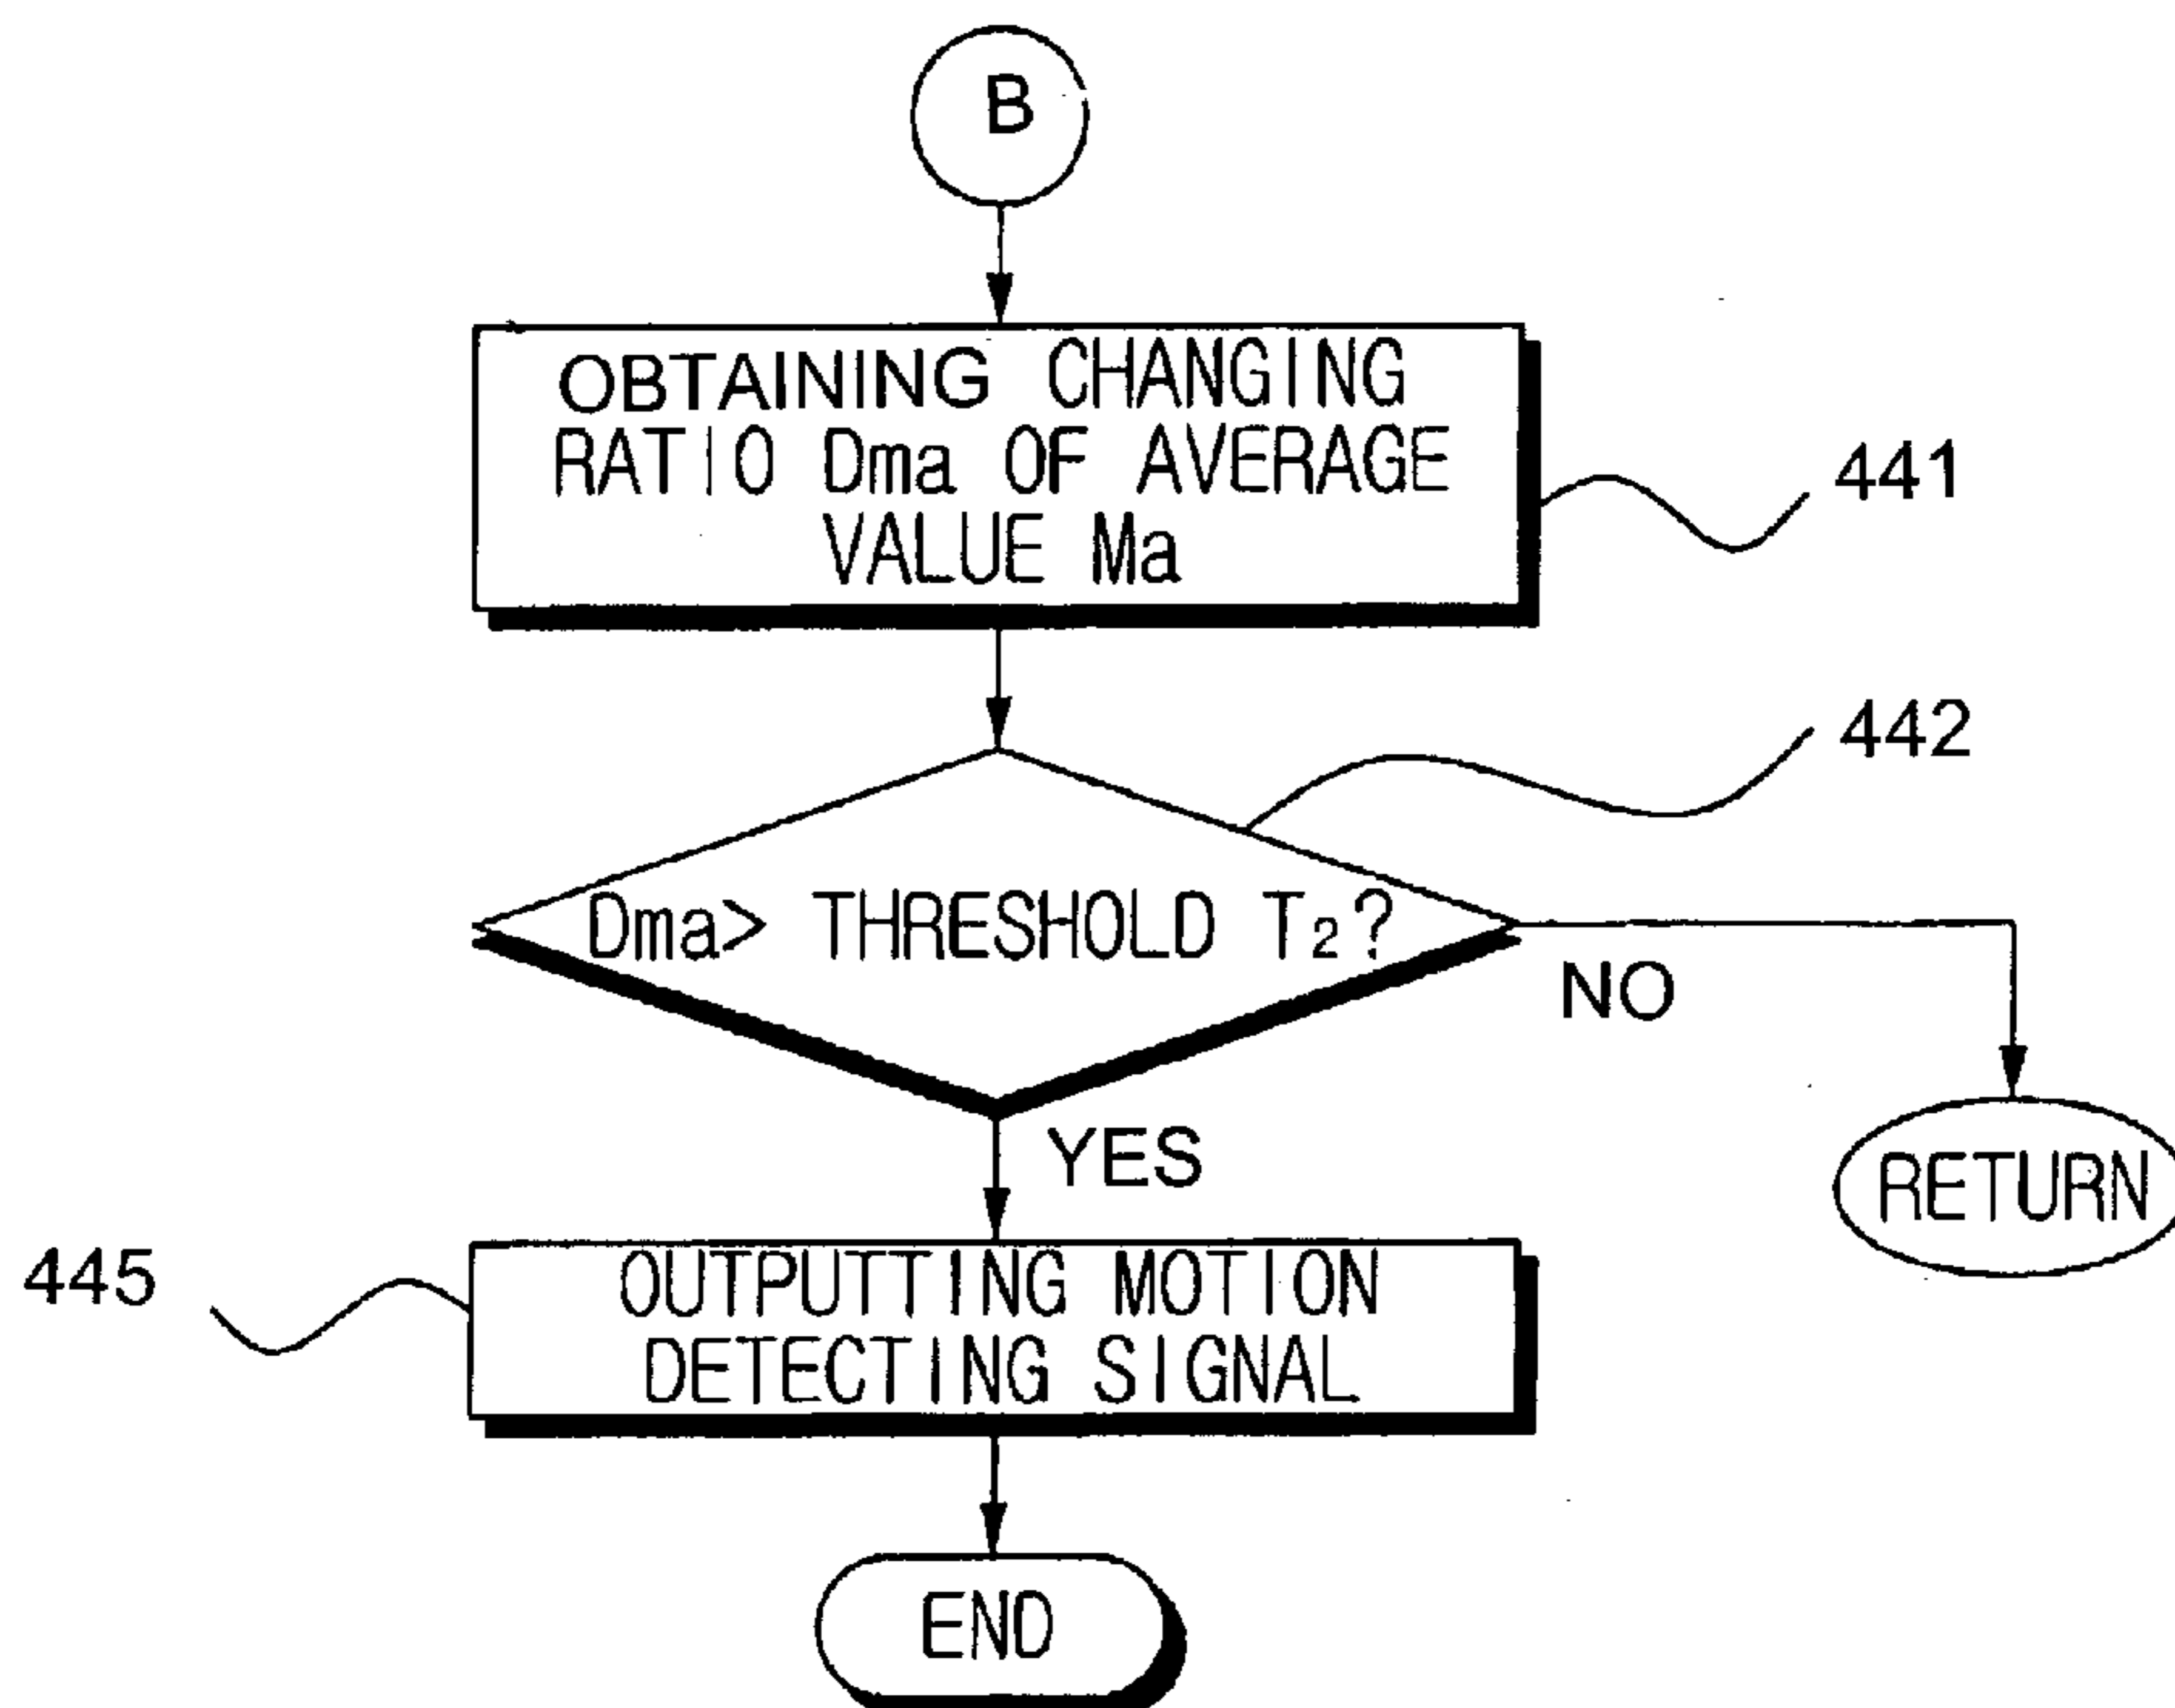 B
OBTAINING CHANGING
RATIO Dma OF AVERAGE
VALUE Ma
441
442
Dma> THRESHOLD T₂?
NO
YES
RETURN
445
OUTPUTTING MOTION
DETECTING SIGNAL
END